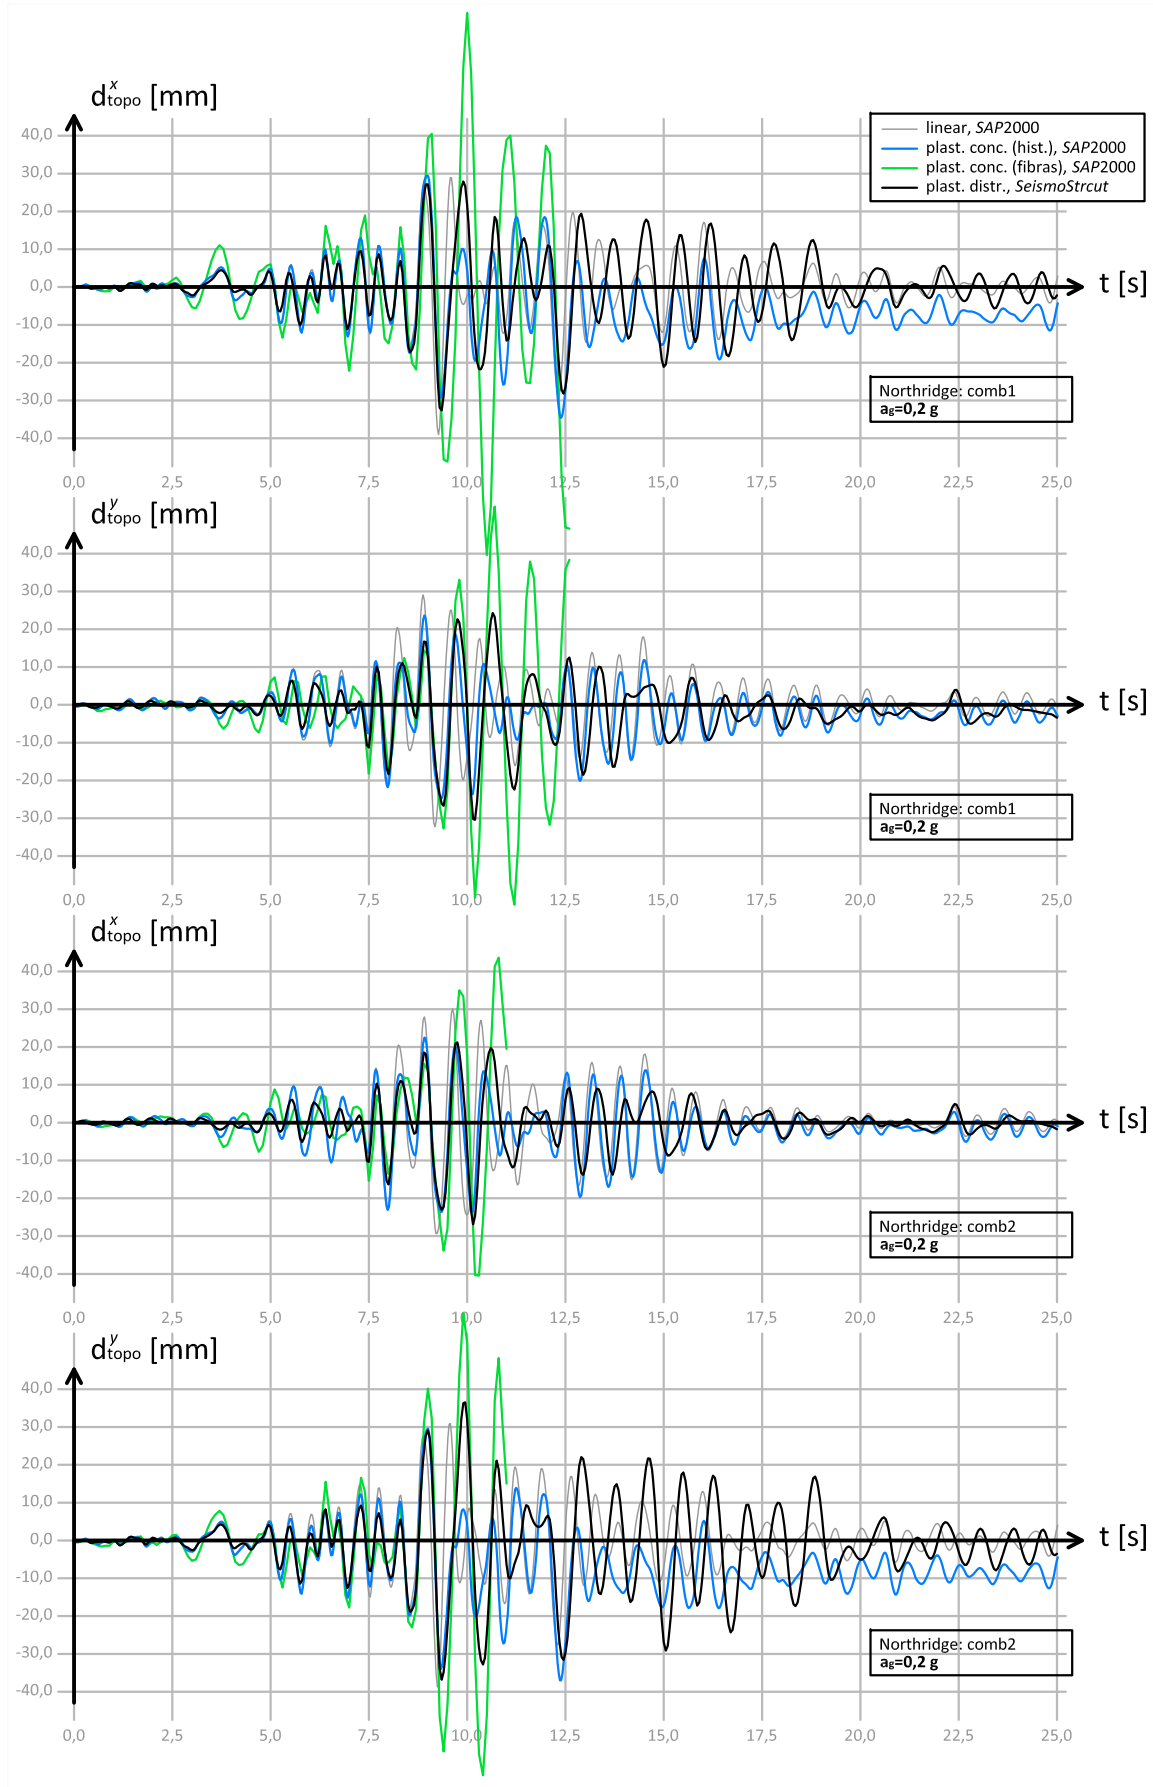 d x topo [mm]
40,0
30,0
20,0
10,0
0,0
-10,0
-20,0
-30,0
-40,0
t [s]
linear, SAP2000
plast. conc. (hist.), SAP2000
plast. conc. (fibras), SAP2000
plast. distr., SeismoStrcut
Northridge: comb1
ag=0,2 g
0,0 2,5 5,0 7,5 10,0 12,5 15,0 17,5 20,0 22,5 25,0
d y topo [mm]
40,0
30,0
20,0
10,0
0,0
-10,0
-20,0
-30,0
-40,0
t [s]
Northridge: comb1
ag=0,2 g
0,0 2,5 5,0 7,5 10,0 12,5 15,0 17,5 20,0 22,5 25,0
d x topo [mm]
40,0
30,0
20,0
10,0
0,0
-10,0
-20,0
-30,0
-40,0
t [s]
Northridge: comb2
ag=0,2 g
0,0 2,5 5,0 7,5 10,0 12,5 15,0 17,5 20,0 22,5 25,0
d y topo [mm]
40,0
30,0
20,0
10,0
0,0
-10,0
-20,0
-30,0
-40,0
t [s]
Northridge: comb2
ag=0,2 g
0,0 2,5 5,0 7,5 10,0 12,5 15,0 17,5 20,0 22,5 25,0